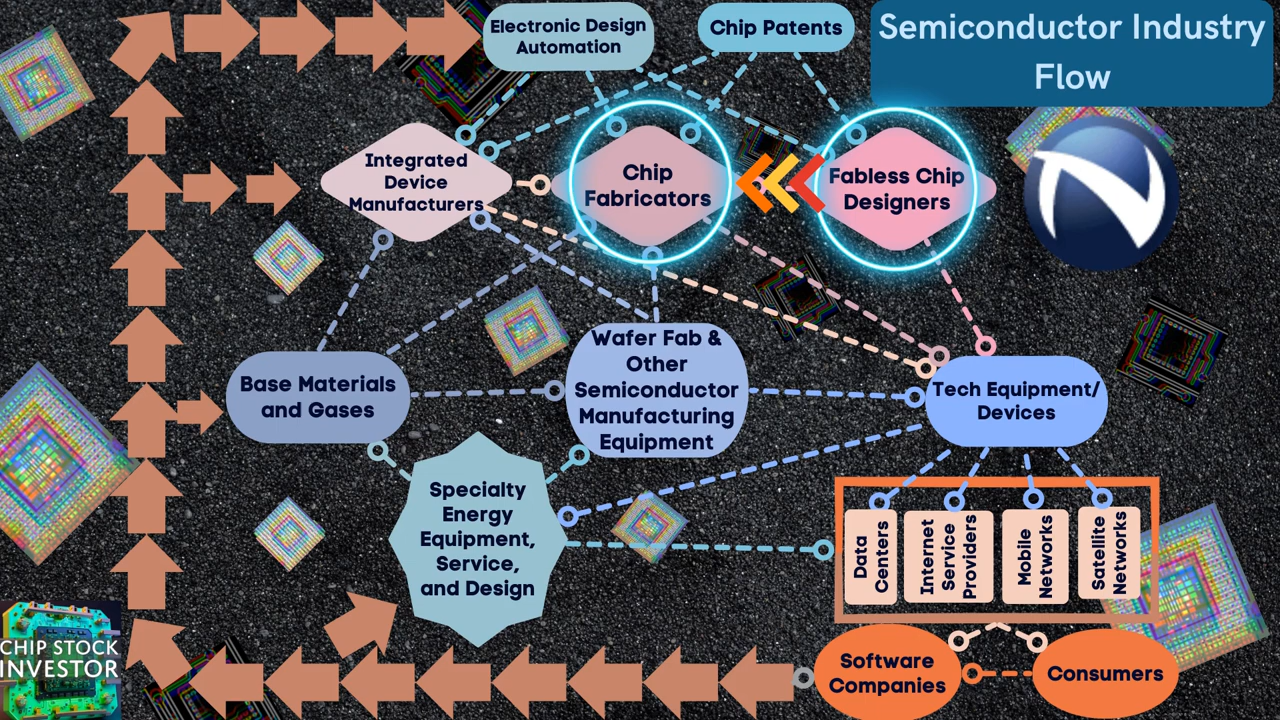 Electronic Design
Automation
Chip Patents
Semiconductor Industry
Flow
Integrated
Device
Manufacturers
Chip
Fabricators
Fabless Chip
Designers
N
Base Materials
and Gases
Wafer Fab &
Other
Semiconductor
Manufacturing
Equipment
Tech Equipment/
Devices
Specialty
Energy
Equipment,
Service,
and Design
Data
Centers
Internet
Service
Providers
Mobile
Networks
Satellite
Networks
CHIP STOCK
INVESTOR
Software
Companies
Consumers